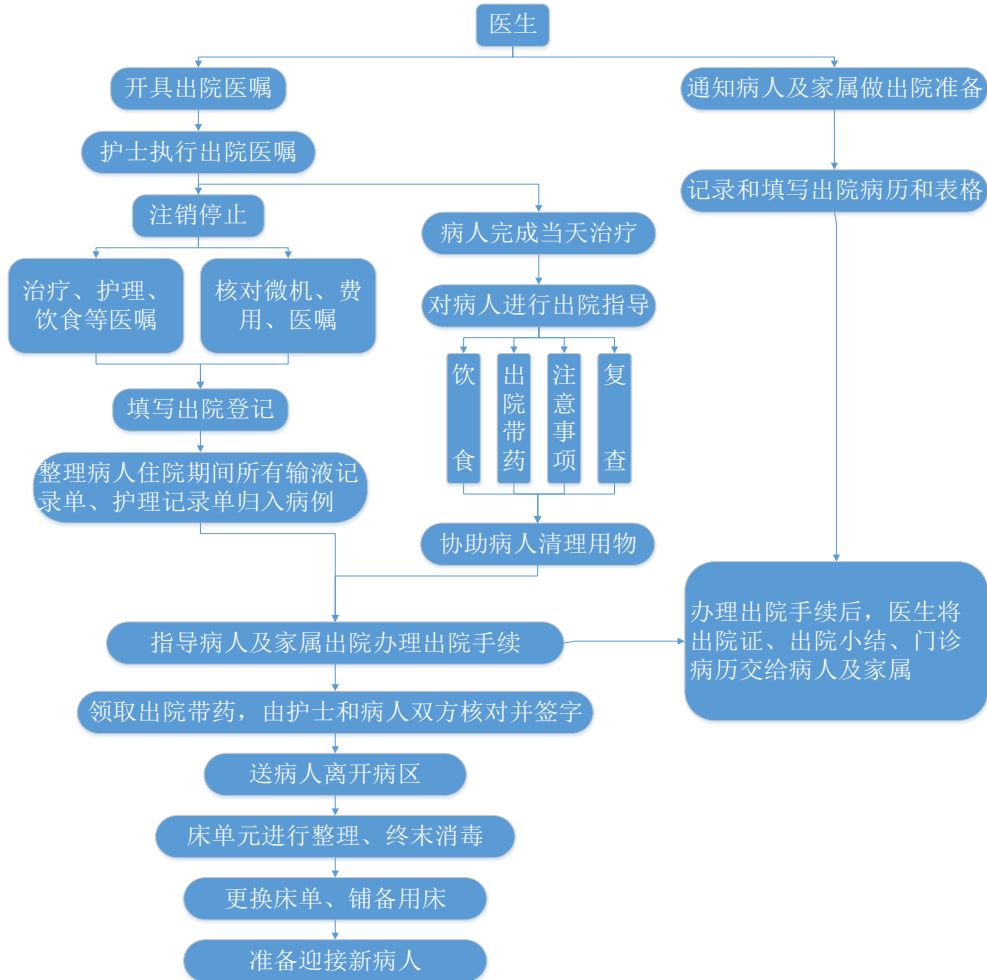 医生
开具出院医嘱
通知病人及家属做出院准备
护士执行出院医嘱
记录和填写出院病历和表格
注销停止
病人完成当天治疗
治疗、护理、
饮食等医嘱
核对微机、费
用、医嘱
对病人进行出院指导
饮食
出院带药
注意事项
复查
填写出院登记
整理病人住院期间所有输液记
录单、护理记录单归入病例
协助病人清理用物
指导病人及家属出院办理出院手续
办理出院手续后，医生将
出院证、出院小结、门诊
病历交给病人及家属
领取出院带药，由护士和病人双方核对并签字
送病人离开病区
床单元进行整理、终末消毒
更换床单、铺备用床
准备迎接新病人